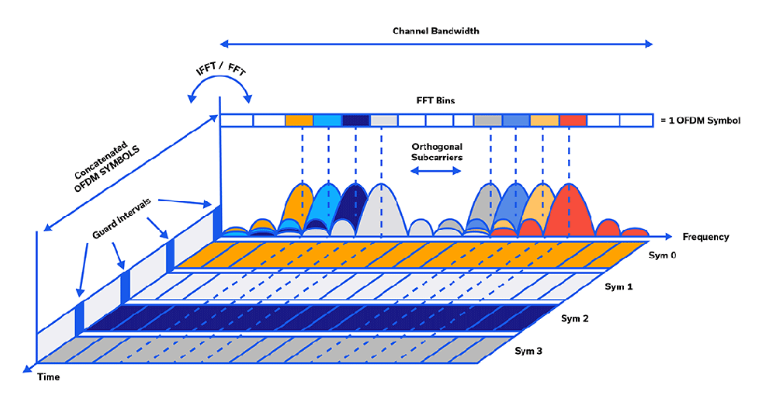 Channel Bandwidth
IFFT / FFT
FFT Bins
= 1 OFDM Symbol
Concatenated
OFDM SYMBOLS
Orthogonal
Subcarriers
Guard Intervals
Frequency
Sym 0
Sym 1
Sym 2
Sym 3
Time